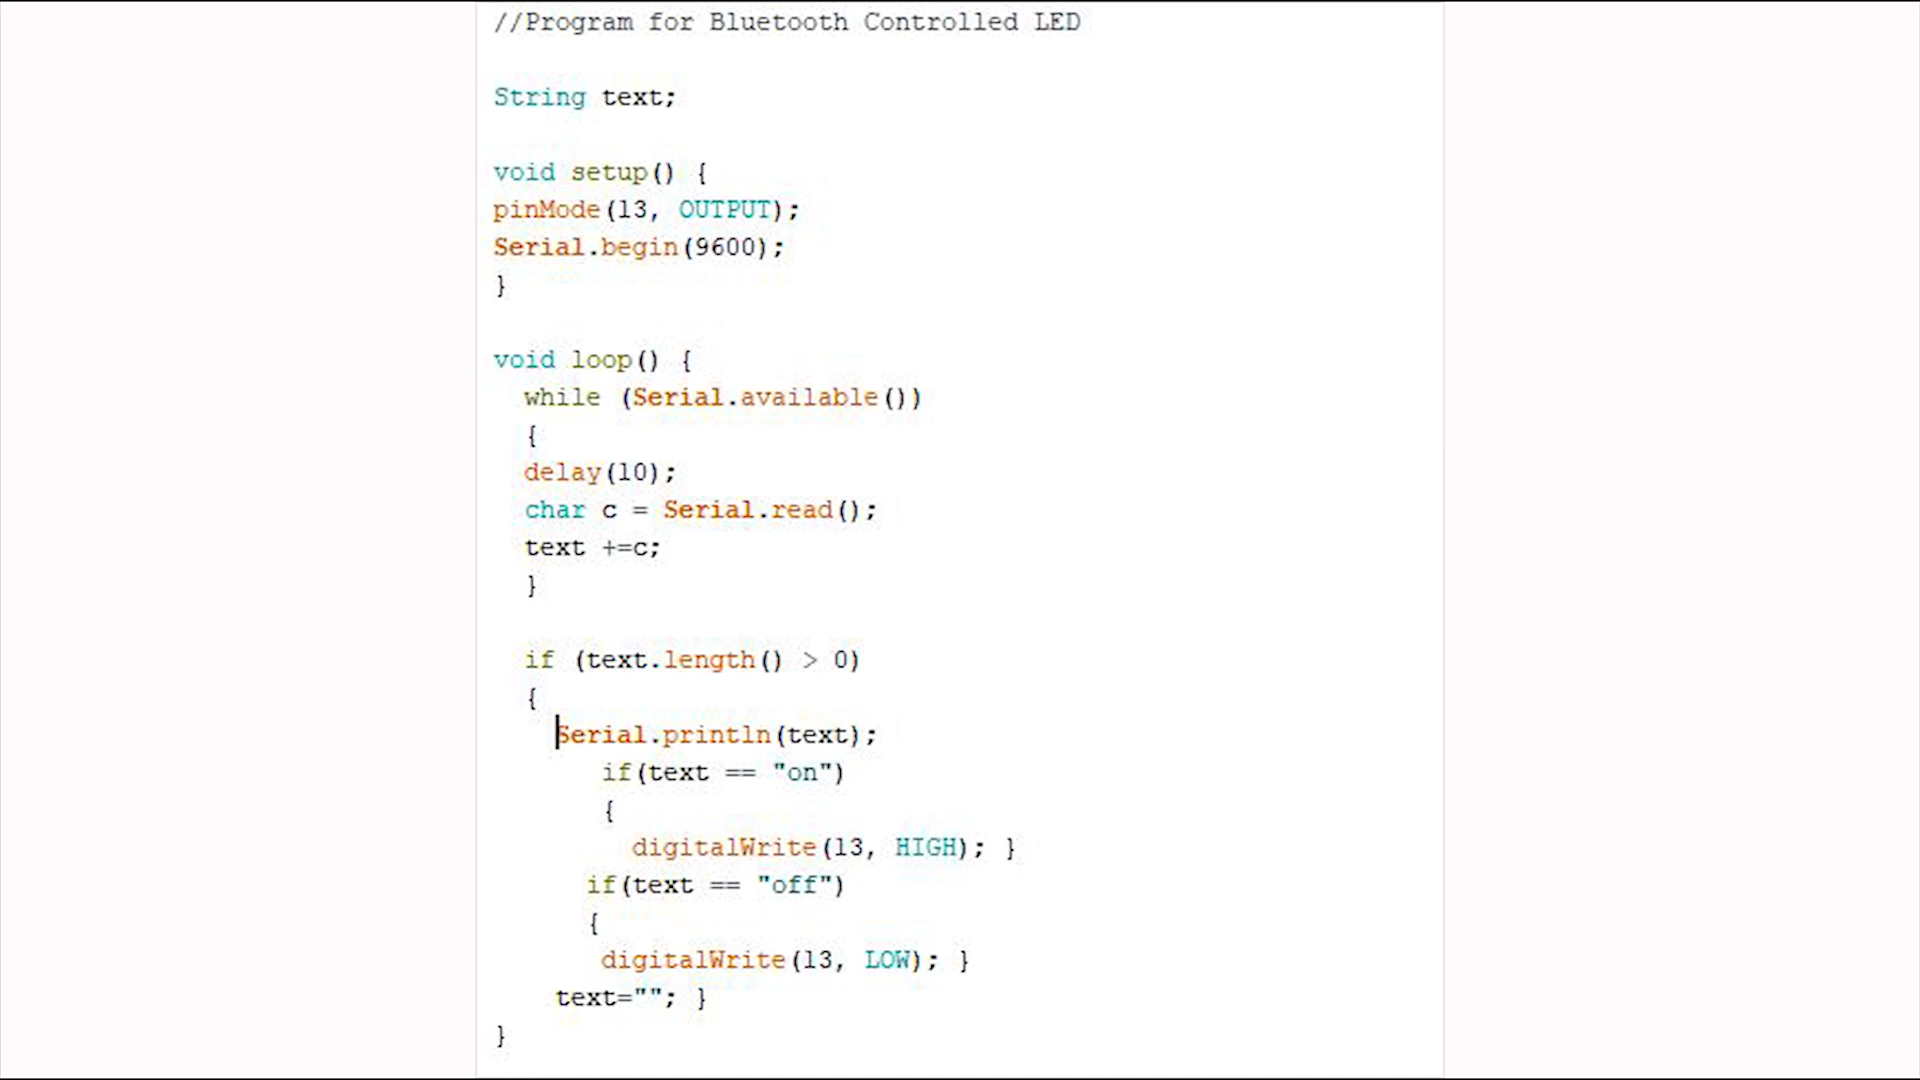 //Program for Bluetooth Controlled LED
String text;
void setup() {
pinMode(13, OUTPUT);
Serial.begin(9600);
}
void loop() {
while (Serial.available())
{
delay(10);
char c = Serial.read();
text +=c;
}
if (text.length() > 0)
{
Serial.println(text);
if(text == "on")
{
digitalWrite(13, HIGH); }
if(text == "off")
{
digitalWrite(13, LOW); }
text=""; }
}